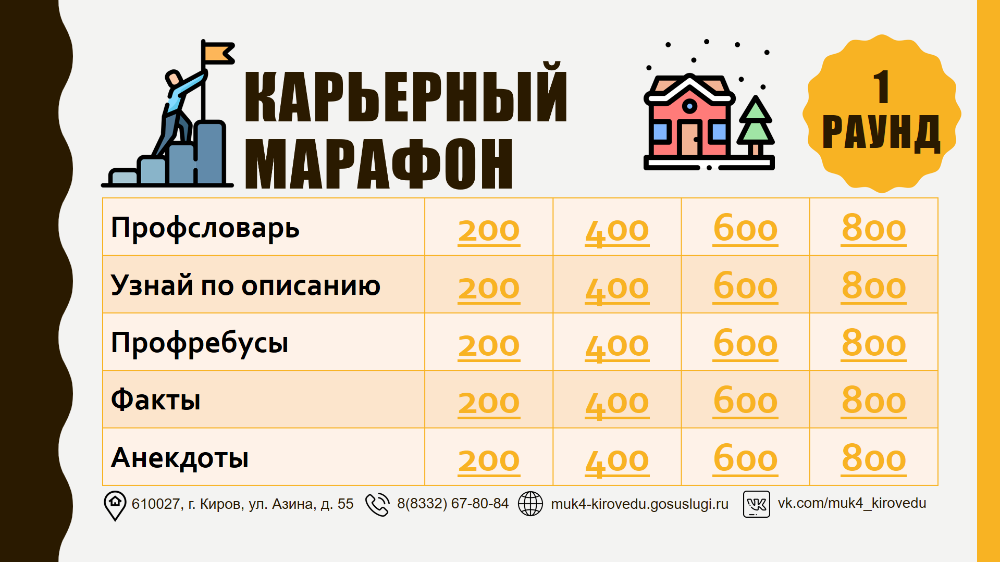 КАРЬЕРНЫЙ
МАРАФОН
1
РАУНД
Профсловарь 200 400 600 800
Узнай по описанию 200 400 600 800
Профребусы 200 400 600 800
Факты 200 400 600 800
Анекдоты 200 400 600 800
610027, г. Киров, ул. Азина, д. 55 8(8332) 67-80-84 muk4-kirovedu.gosuslugi.ru VK vk.com/muk4_kirovedu